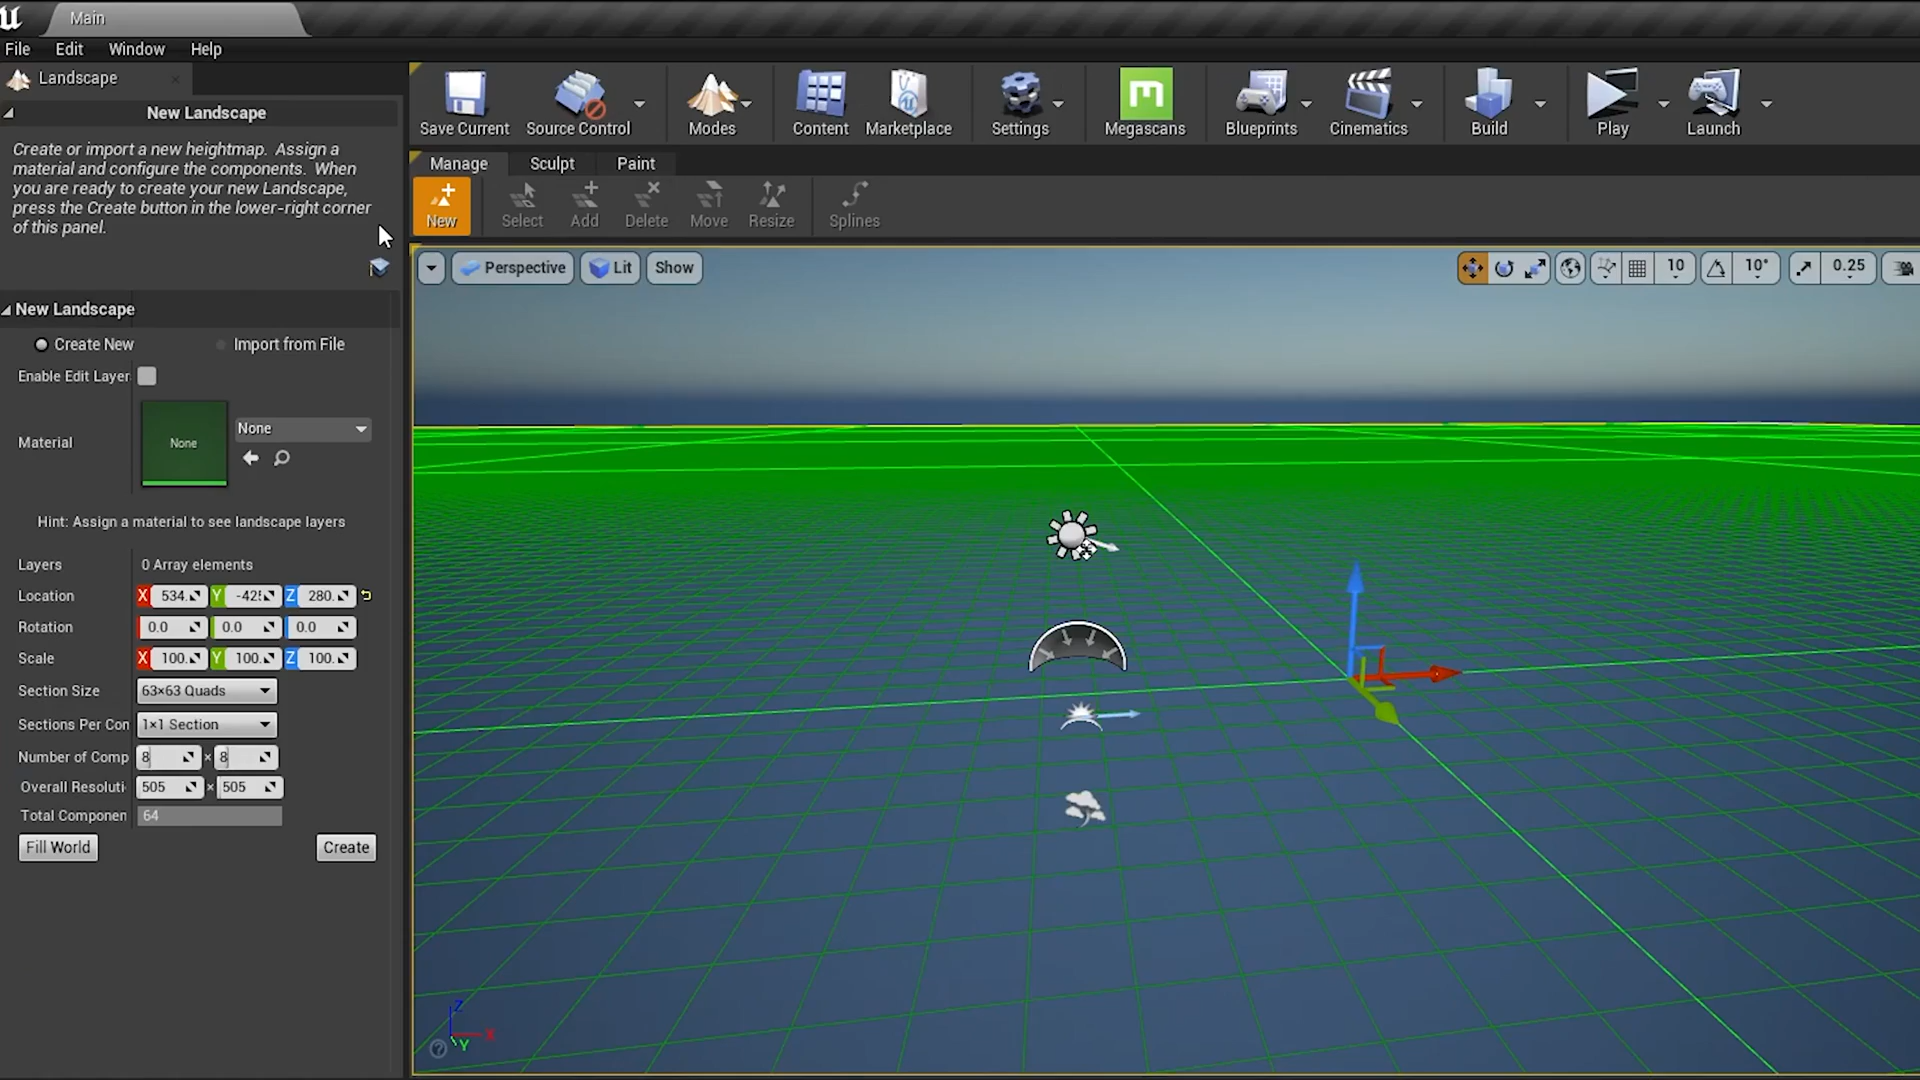 Main
File Edit Window Help
Landscape
New Landscape
Create or import a new heightmap. Assign a
material and configure the components. When
you are ready to create your new Landscape,
press the Create button in the lower-right corner
of this panel.
New Landscape
Create New Import from File
Enable Edit Layer
Material None None
Hint: Assign a material to see landscape layers
Layers 0 Array elements
Location X 534. Y -42 Z 280.
Rotation 0.0 0.0 0.0
Scale X 100. Y 100. Z 100.
Section Size 63×63 Quads
Sections Per Con 1×1 Section
Number of Comp 8 × 8
Overall Resoluti 505 × 505
Total Componen 64
Fill World Create
Save Current Source Control Modes Content Marketplace Settings Megascans Blueprints Cinematics Build Play Launch
Manage Sculpt Paint
New Select Add Delete Move Resize Splines
Perspective Lit Show 10 10° 0.25
Z
X
Y